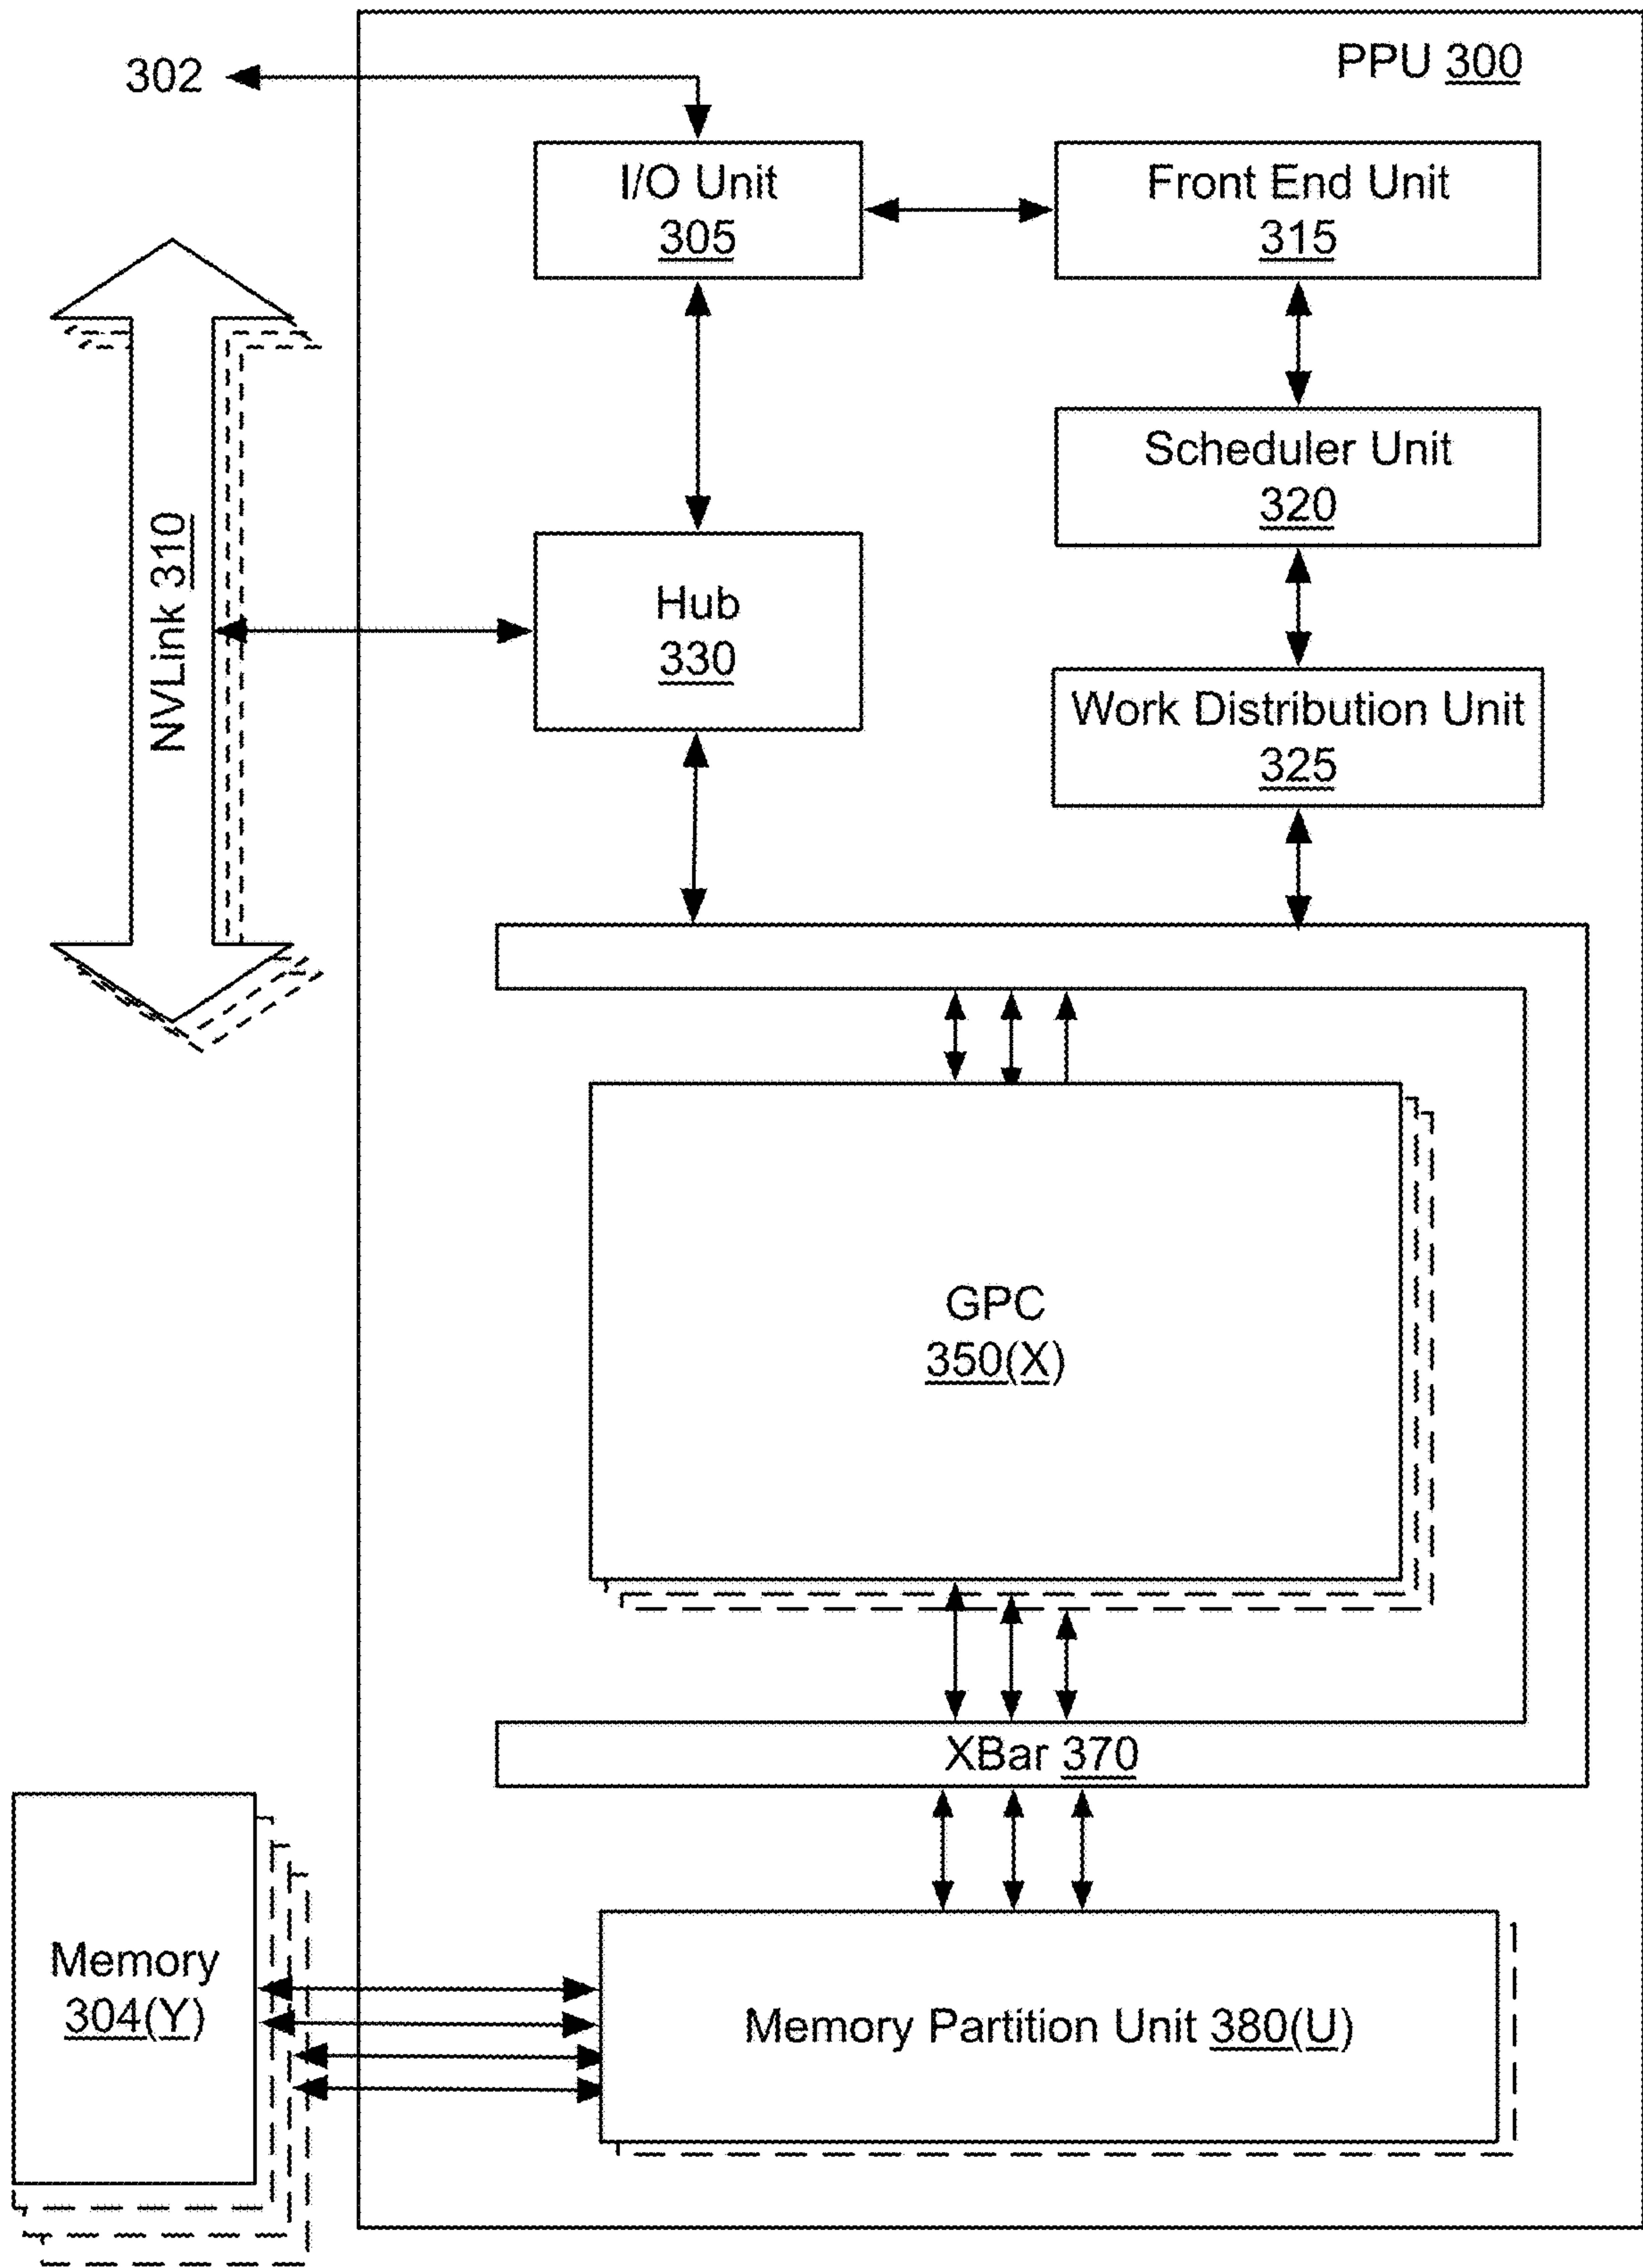 PPU 300
302
I/O Unit
305
Front End Unit
315
Scheduler Unit
320
NVLink 310
Hub
330
Work Distribution Unit
325
GPC
350(X)
XBar 370
Memory
304(Y)
Memory Partition Unit 380(U)